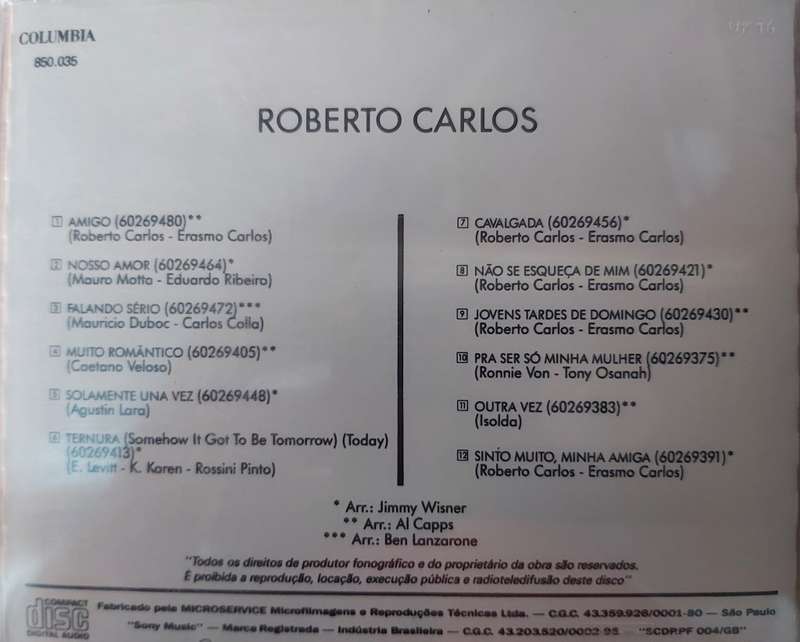 COLUMBIA
850.035
ROBERTO CARLOS
1 AMIGO (60269480)**
(Roberto Carlos - Erasmo Carlos)
2 NOSSO AMOR (60269464)*
(Mauro Motta - Eduardo Ribeiro)
3 FALANDO SÉRIO (60269472)***
(Mauricio Duboc - Carlos Colla)
4 MUITO ROMÂNTICO (60269405)**
(Caetano Veloso)
5 SOLAMENTE UNA VEZ (60269448)*
(Agustin Lara)
6 TERNURA (Somehow It Got To Be Tomorrow) (Today)
(60269413)*
(E. Levitt - K. Karen - Rossini Pinto)
7 CAVALGADA (60269456)*
(Roberto Carlos - Erasmo Carlos)
8 NÃO SE ESQUEÇA DE MIM (60269421)*
(Roberto Carlos - Erasmo Carlos)
9 JOVENS TARDES DE DOMINGO (60269430)**
(Roberto Carlos - Erasmo Carlos)
10 PRA SER SÓ MINHA MULHER (60269375)**
(Ronnie Von - Tony Osanah)
11 OUTRA VEZ (60269383)**
(Isolda)
12 SINTO MUITO, MINHA AMIGA (60269391)*
(Roberto Carlos - Erasmo Carlos)
* Arr.: Jimmy Wisner
** Arr.: Al Capps
*** Arr.: Ben Lanzarone
"Todos os direitos de produtor fonográfico e do proprietário da obra são reservados.
É proibida a reprodução, locação, execução pública e radioteledifusão deste disco"
COMPACT
disc
DIGITAL AUDIO
Fabricado pela MICROSERVICE Microfilmagens e Reproduções Técnicas Ltda. — C.G.C. 43.359.926/0001-80 — São Paulo
"Sony Music" — Marca Registrada — Indústria Brasileira — C.G.C. 43.203.520/0002-95 — "SCDP.PF 004/GB"